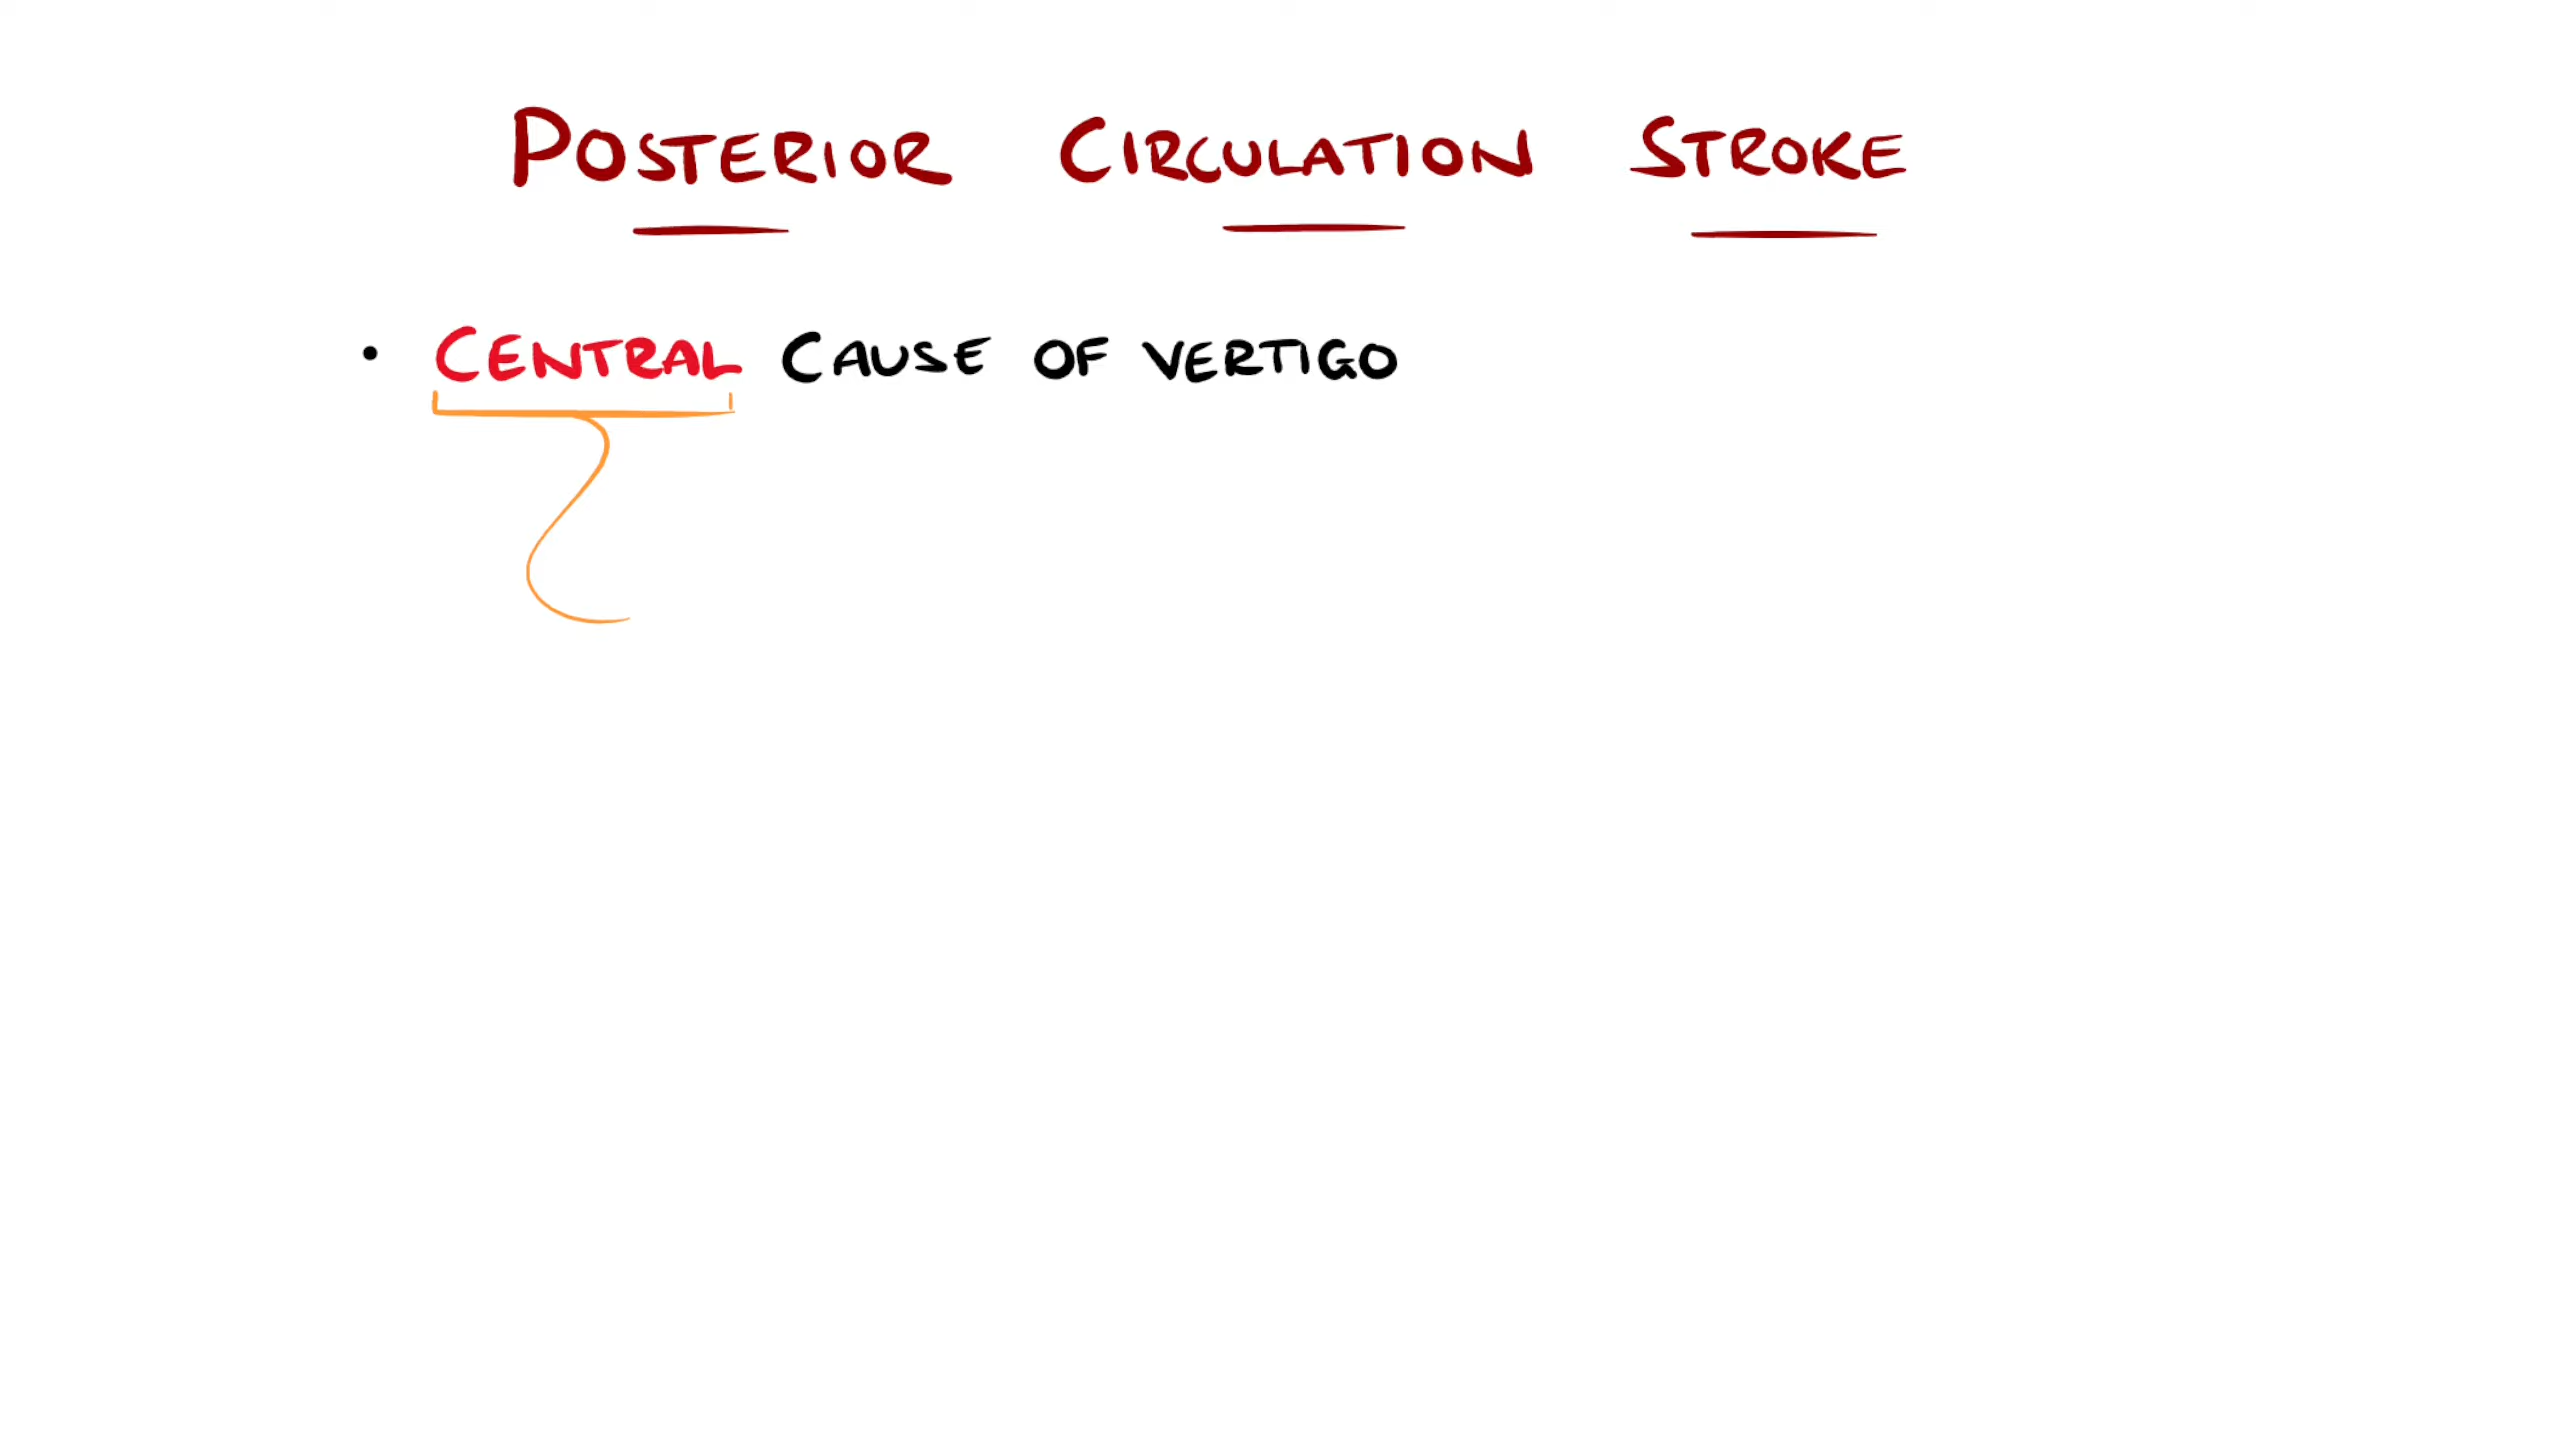 POSTERIOR CIRCULATION STROKE
• CENTRAL CAUSE OF VERTIGO